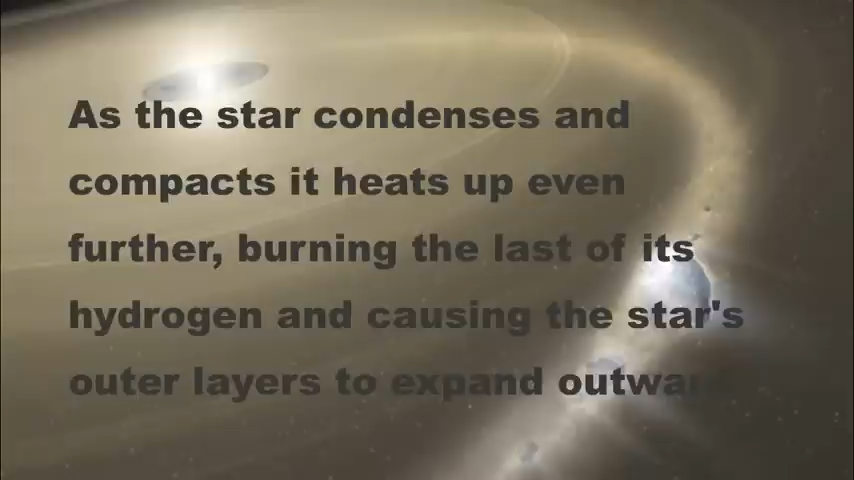 As the star condenses and
compacts it heats up even
further, burning the last of its
hydrogen and causing the star's
outer layers to expand